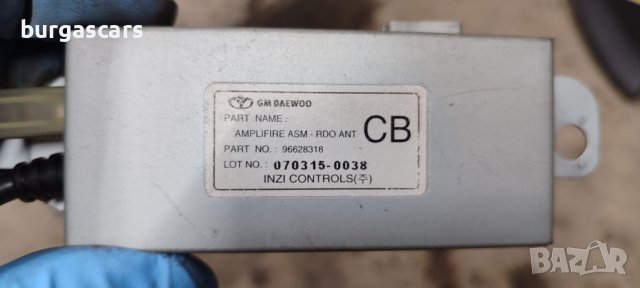 burgascars
GM DAEWOO
PART NAME :
AMPLIFIRE ASM - RDO ANT CB
PART NO. : 96628318
LOT NO. : 070315-0038
INZI CONTROLS(주)
BAZAR